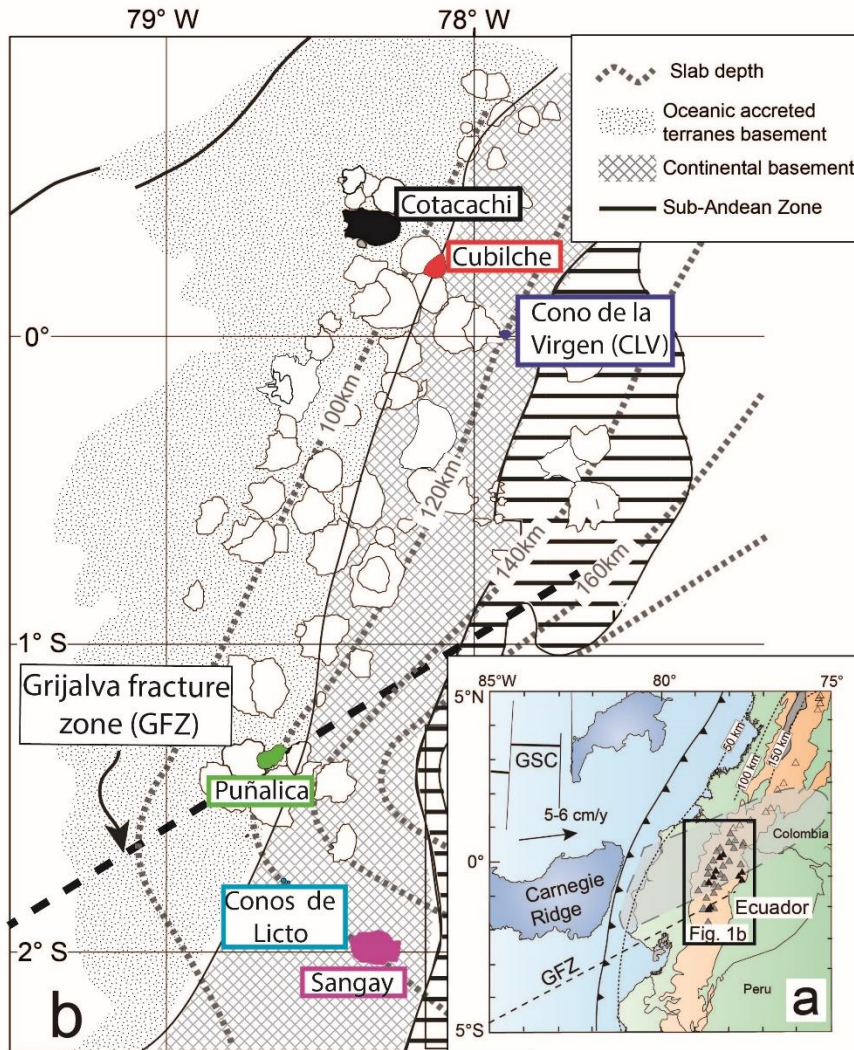 79° W
78° W
Slab depth
Oceanic accreted
terranes basement
Continental basement
Sub-Andean Zone
Cotacachi
Cubilche
Cono de la
Virgen (CLV)
0°
100km
120km
140km
160km
1° S
Grijalva fracture
zone (GFZ)
Puñalica
Conos de
Licto
2° S
Sangay
b
85°W
80°
75°
5°N
GSC
50 km
100 km
150 km
5-6 cm/y
Colombia
0°
Carnegie
Ridge
Ecuador
Fig. 1b
GFZ
Peru
a
5°S